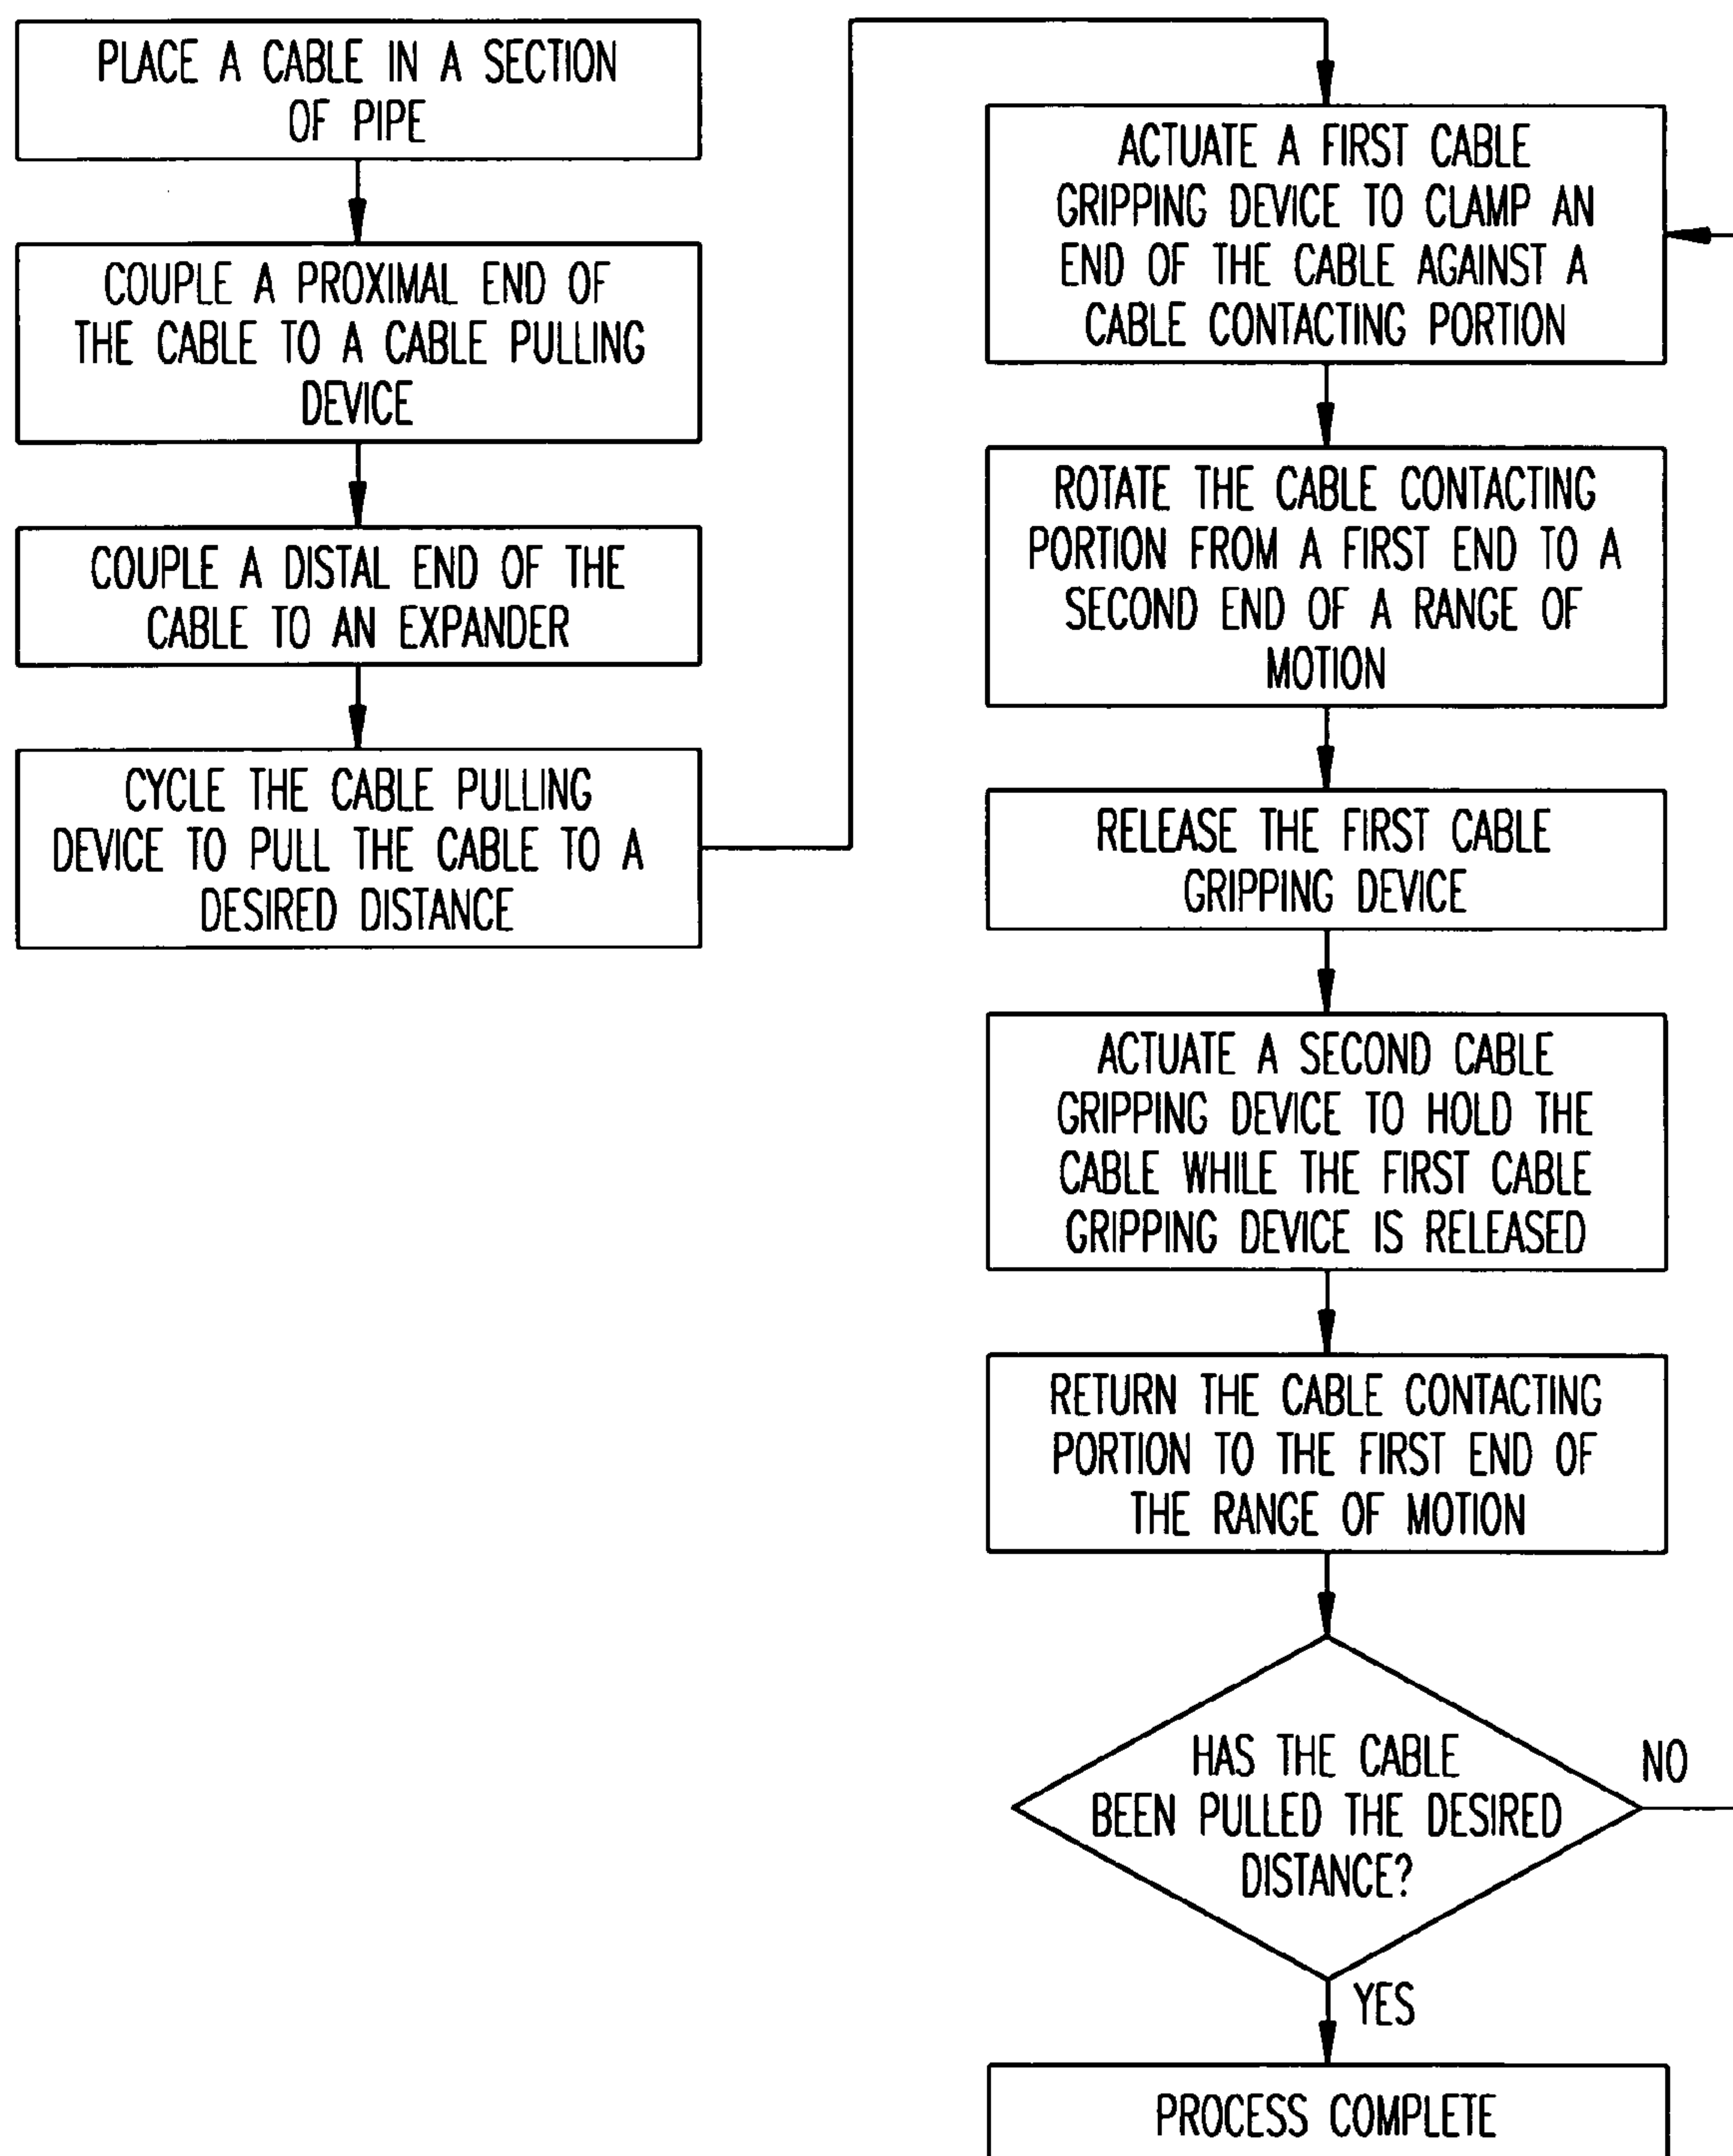 PLACE A CABLE IN A SECTION
OF PIPE
COUPLE A PROXIMAL END OF
THE CABLE TO A CABLE PULLING
DEVICE
COUPLE A DISTAL END OF THE
CABLE TO AN EXPANDER
CYCLE THE CABLE PULLING
DEVICE TO PULL THE CABLE TO A
DESIRED DISTANCE
ACTUATE A FIRST CABLE
GRIPPING DEVICE TO CLAMP AN
END OF THE CABLE AGAINST A
CABLE CONTACTING PORTION
ROTATE THE CABLE CONTACTING
PORTION FROM A FIRST END TO A
SECOND END OF A RANGE OF
MOTION
RELEASE THE FIRST CABLE
GRIPPING DEVICE
ACTUATE A SECOND CABLE
GRIPPING DEVICE TO HOLD THE
CABLE WHILE THE FIRST CABLE
GRIPPING DEVICE IS RELEASED
RETURN THE CABLE CONTACTING
PORTION TO THE FIRST END OF
THE RANGE OF MOTION
HAS THE CABLE
BEEN PULLED THE DESIRED
DISTANCE?
NO
YES
PROCESS COMPLETE